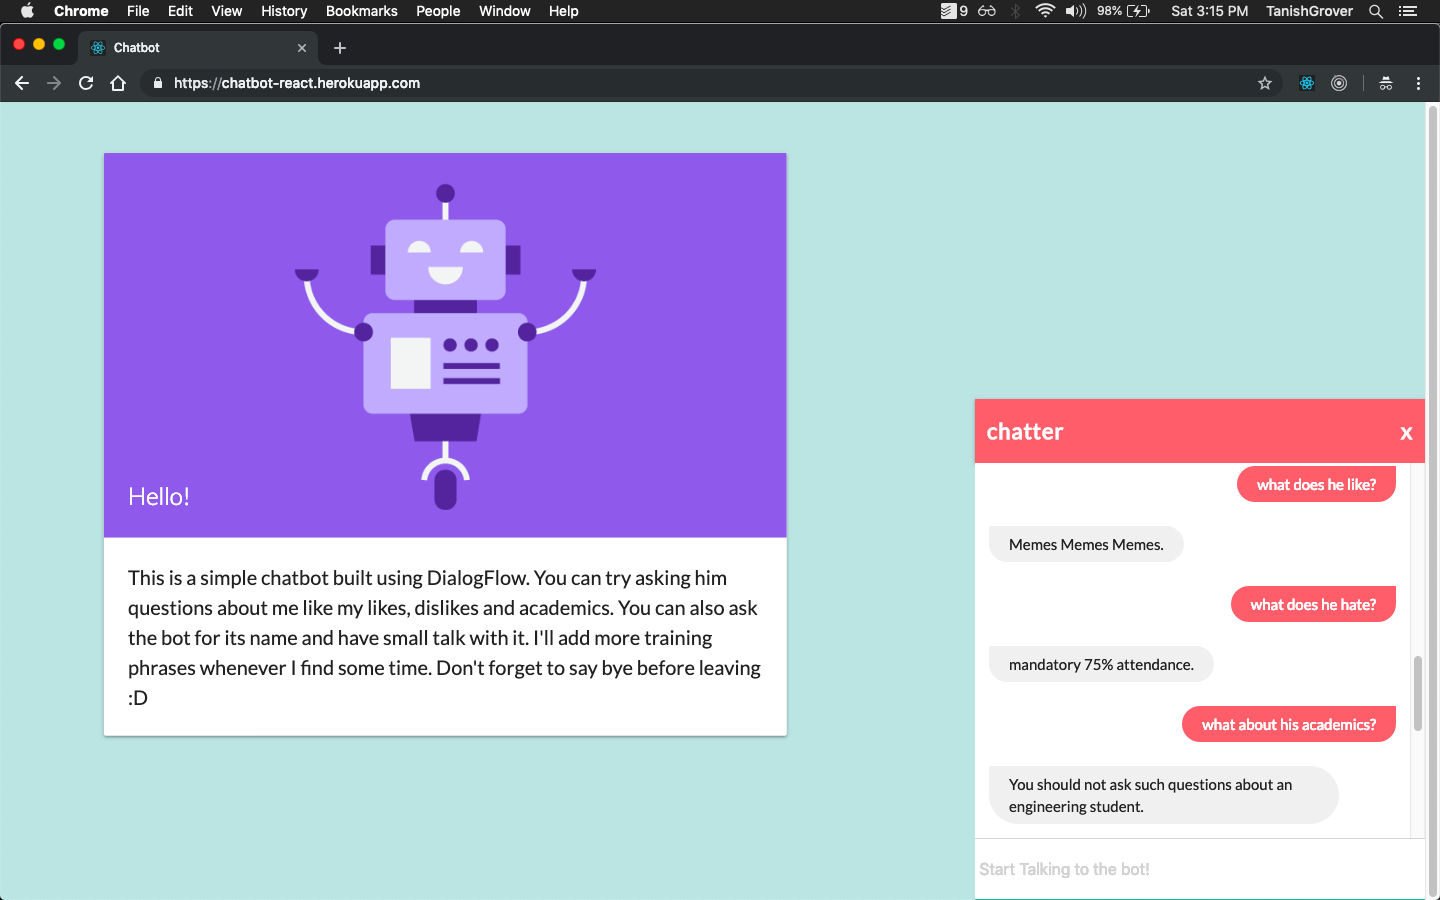 Chrome File Edit View History Bookmarks People Window Help 9 98% Sat 3:15 PM TanishGrover
Chatbot
https://chatbot-react.herokuapp.com
Hello!
This is a simple chatbot built using DialogFlow. You can try asking him
questions about me like my likes, dislikes and academics. You can also ask
the bot for its name and have small talk with it. I'll add more training
phrases whenever I find some time. Don't forget to say bye before leaving
:D
chatter x
what does he like?
Memes Memes Memes.
what does he hate?
mandatory 75% attendance.
what about his academics?
You should not ask such questions about an
engineering student.
Start Talking to the bot!